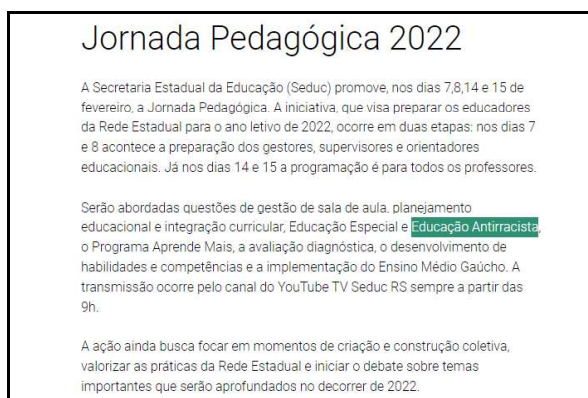 Jornada Pedagógica 2022
A Secretaria Estadual da Educação (Seduc) promove, nos dias 7,8,14 e 15 de
fevereiro, a Jornada Pedagógica. A iniciativa, que visa preparar os educadores
da Rede Estadual para o ano letivo de 2022, ocorre em duas etapas: nos dias 7
e 8 acontece a preparação dos gestores, supervisores e orientadores
educacionais. Já nos dias 14 e 15 a programação é para todos os professores.
Serão abordadas questões de gestão de sala de aula, planejamento
educacional e integração curricular, Educação Especial e Educação Antirracista,
o Programa Aprende Mais, a avaliação diagnóstica, o desenvolvimento de
habilidades e competências e a implementação do Ensino Médio Gaúcho. A
transmissão ocorre pelo canal do YouTube TV Seduc RS sempre a partir das
9h.
A ação ainda busca focar em momentos de criação e construção coletiva,
valorizar as práticas da Rede Estadual e iniciar o debate sobre temas
importantes que serão aprofundados no decorrer de 2022.